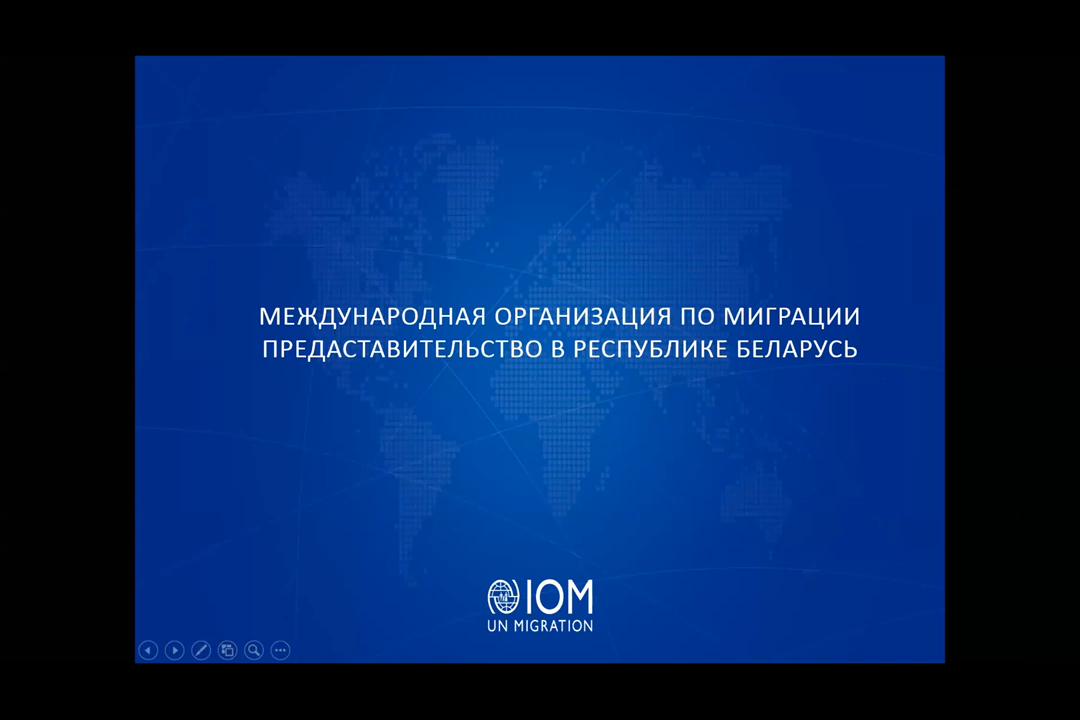 МЕЖДУНАРОДНАЯ ОРГАНИЗАЦИЯ ПО МИГРАЦИИ
ПРЕДАСТАВИТЕЛЬСТВО В РЕСПУБЛИКЕ БЕЛАРУСЬ
IOM
UN MIGRATION